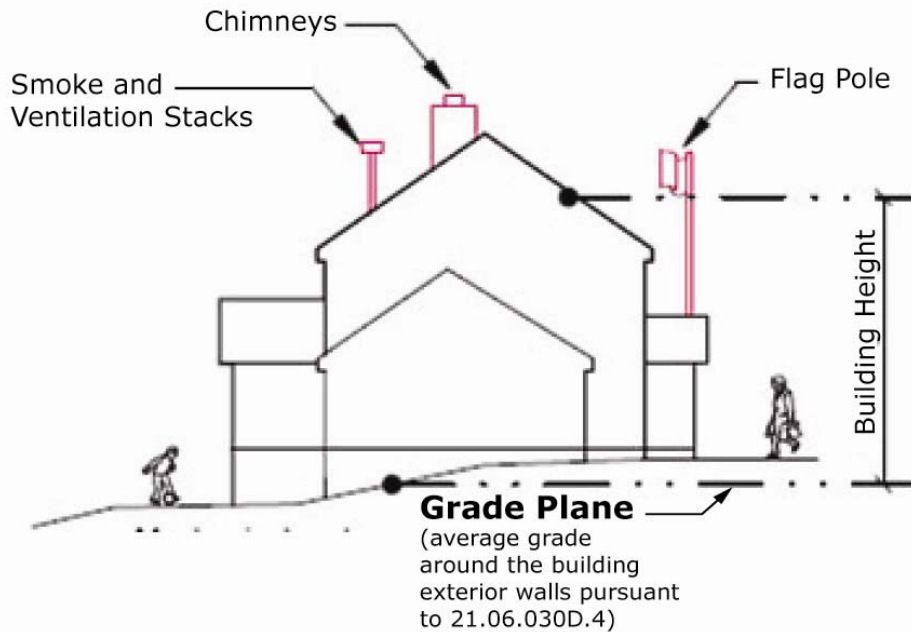 Chimneys
Smoke and
Ventilation Stacks
Flag Pole
Building Height
Grade Plane
(average grade
around the building
exterior walls pursuant
to 21.06.030D.4)